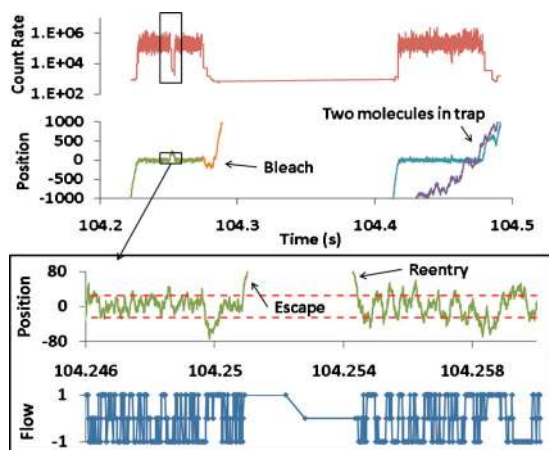 Count Rate
1.E+06
1.E+04
1.E+02
Position
1000
500
0
-500
-1000
Two molecules in trap
Bleach
104.2
104.3
104.4
104.5
Time (s)
Position
80
0
-80
Escape
Reentry
104.246
104.25
104.254
104.258
Flow
1
-1